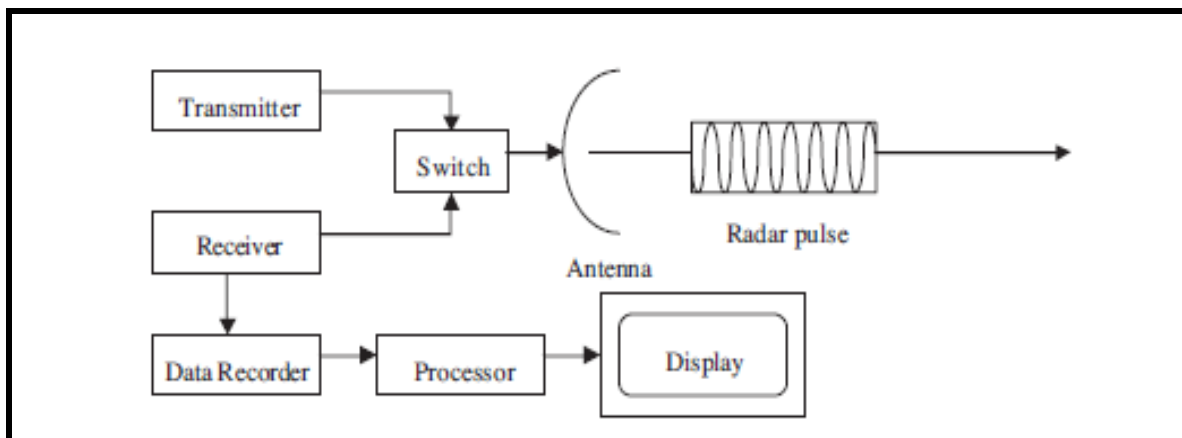 Transmitter
Switch
Receiver
Radar pulse
Antenna
Data Recorder
Processor
Display